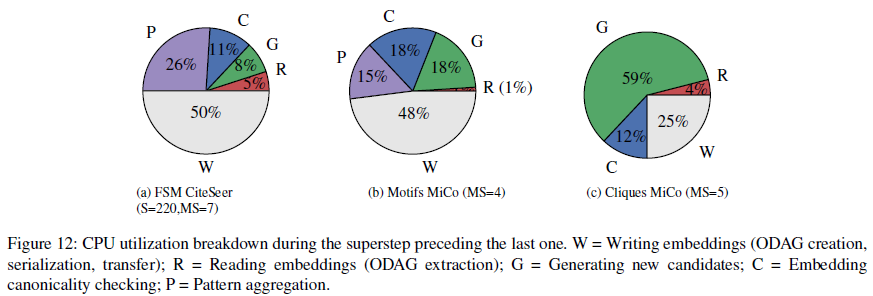 P
C
G
R
26%
11%
8%
5%
50%
W
(a) FSM CiteSeer
(S=220,MS=7)
P
C
G
R (1%)
15%
18%
18%
48%
W
(b) Motifs MiCo (MS=4)
G
R
59%
4%
12%
25%
C
W
(c) Cliques MiCo (MS=5)
Figure 12: CPU utilization breakdown during the superstep preceding the last one. W = Writing embeddings (ODAG creation,
serialization, transfer); R = Reading embeddings (ODAG extraction); G = Generating new candidates; C = Embedding
canonicality checking; P = Pattern aggregation.